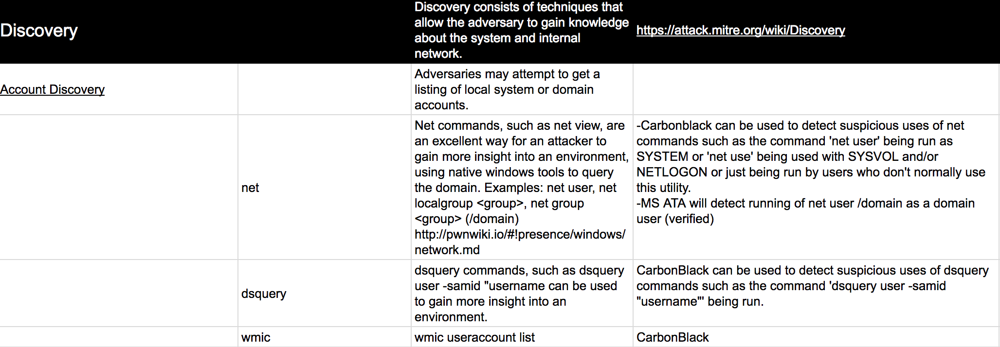 Discovery
Discovery consists of techniques that
allow the adversary to gain knowledge
about the system and internal
network.
https://attack.mitre.org/wiki/Discovery
Account Discovery
Adversaries may attempt to get a
listing of local system or domain
accounts.
net
Net commands, such as net view, are
an excellent way for an attacker to
gain more insight into an environment,
using native windows tools to query
the domain. Examples: net user, net
localgroup <group>, net group
<group> (/domain)
http://pwnwiki.io/#!presence/windows/
network.md
-Carbonblack can be used to detect suspicious uses of net
commands such as the command 'net user' being run as
SYSTEM or 'net use' being used with SYSVOL and/or
NETLOGON or just being run by users who don't normally use
this utility.
-MS ATA will detect running of net user /domain as a domain
user (verified)
dsquery
dsquery commands, such as dsquery
user -samid "username can be used
to gain more insight into an
environment.
CarbonBlack can be used to detect suspicious uses of dsquery
commands such as the command 'dsquery user -samid
"username"' being run.
wmic
wmic useraccount list
CarbonBlack